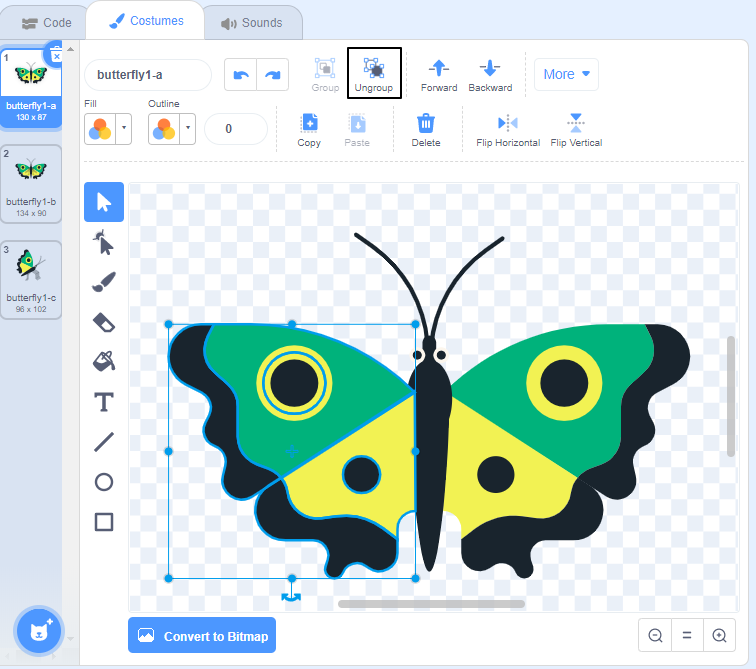 Code
Costumes
Sounds
1
butterfly1-a
130 x 87
2
butterfly1-b
134 x 90
3
butterfly1-c
96 x 102
butterfly1-a
Group
Ungroup
Forward
Backward
More
Fill
Outline
0
Copy
Paste
Delete
Flip Horizontal
Flip Vertical
T
Convert to Bitmap